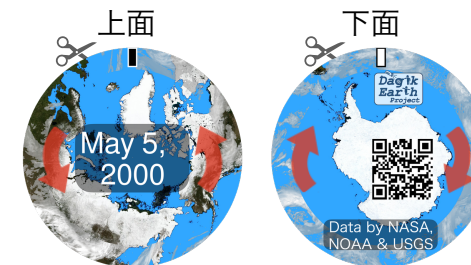 上面
下面
May 5,
2000
Dagik
Earth
Project
Data by NASA,
NOAA & USGS